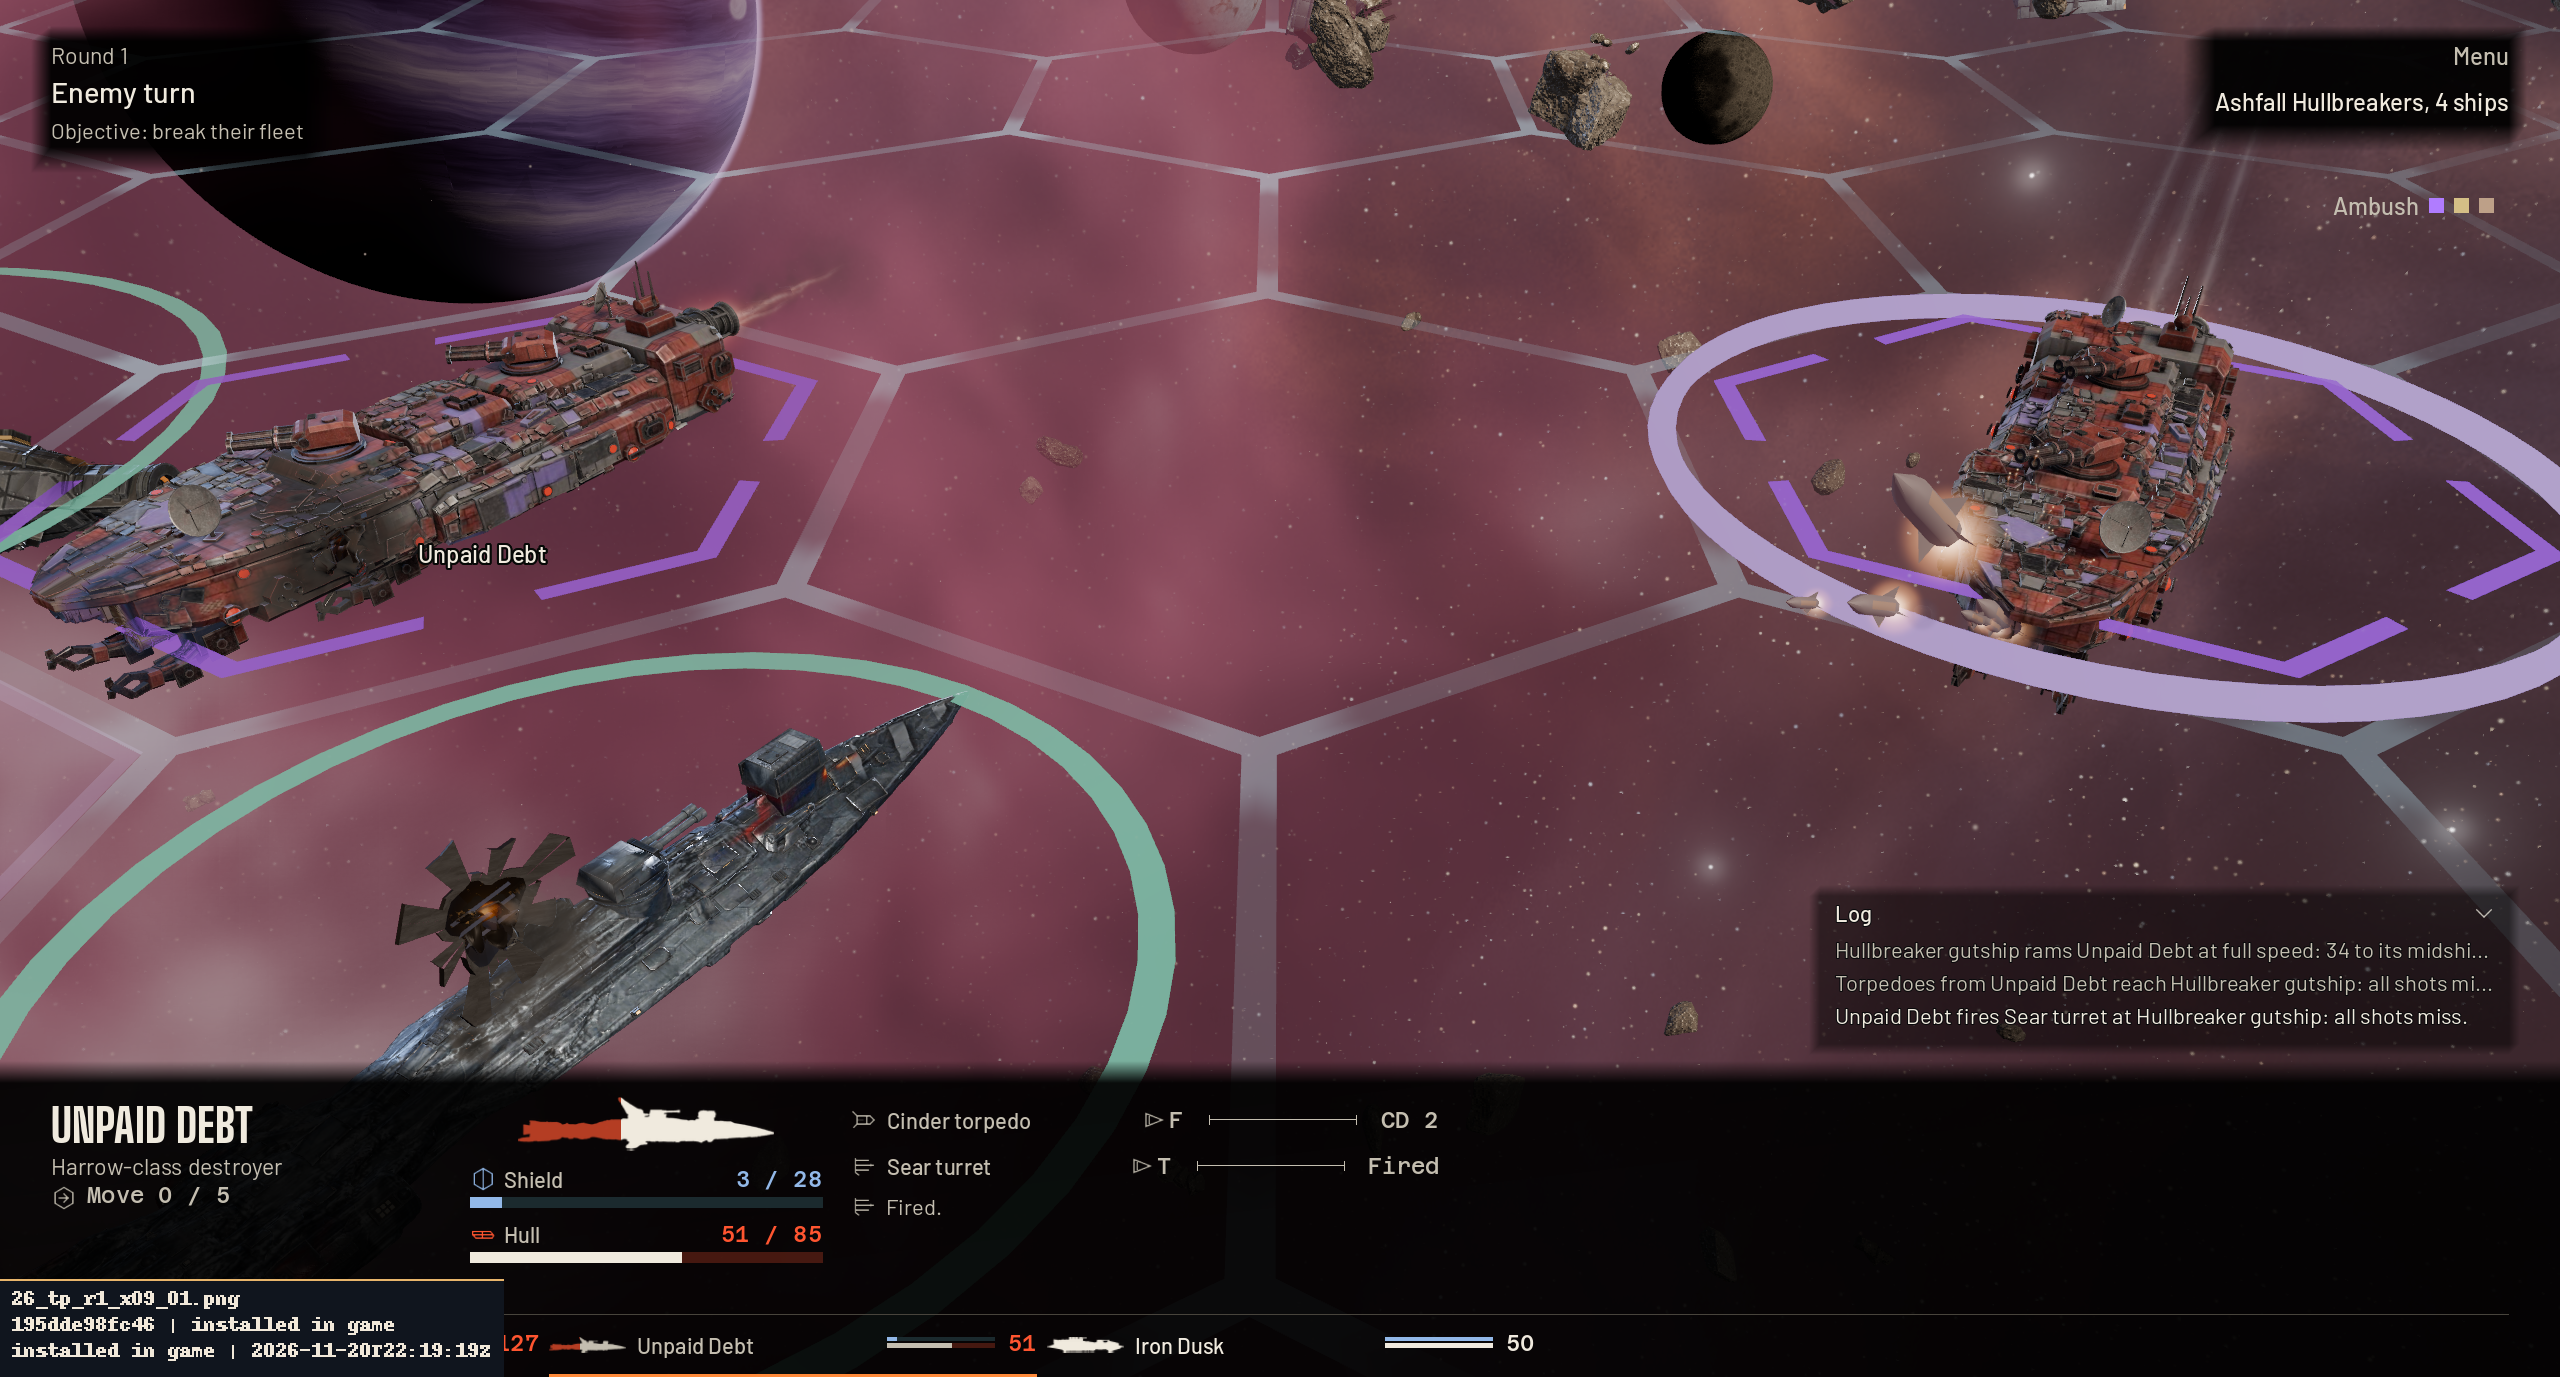 Round 1
Enemy turn
Objective: break their fleet
Menu
Ashfall Hullbreakers, 4 ships
Ambush
Unpaid Debt
Log
Hullbreaker gutship rams Unpaid Debt at full speed: 34 to its midshi...
Torpedoes from Unpaid Debt reach Hullbreaker gutship: all shots mi...
Unpaid Debt fires Sear turret at Hullbreaker gutship: all shots miss.
UNPAID DEBT
Harrow-class destroyer
Move 0 / 5
Shield 3 / 28
Hull 51 / 85
Cinder torpedo F CD 2
Sear turret T Fired
Fired.
26_tp_r1_x09_01.png
195dde98fc46 | installed in game
installed in game | 2026-11-20T22:19:19Z
127 Unpaid Debt 51 Iron Dusk 50